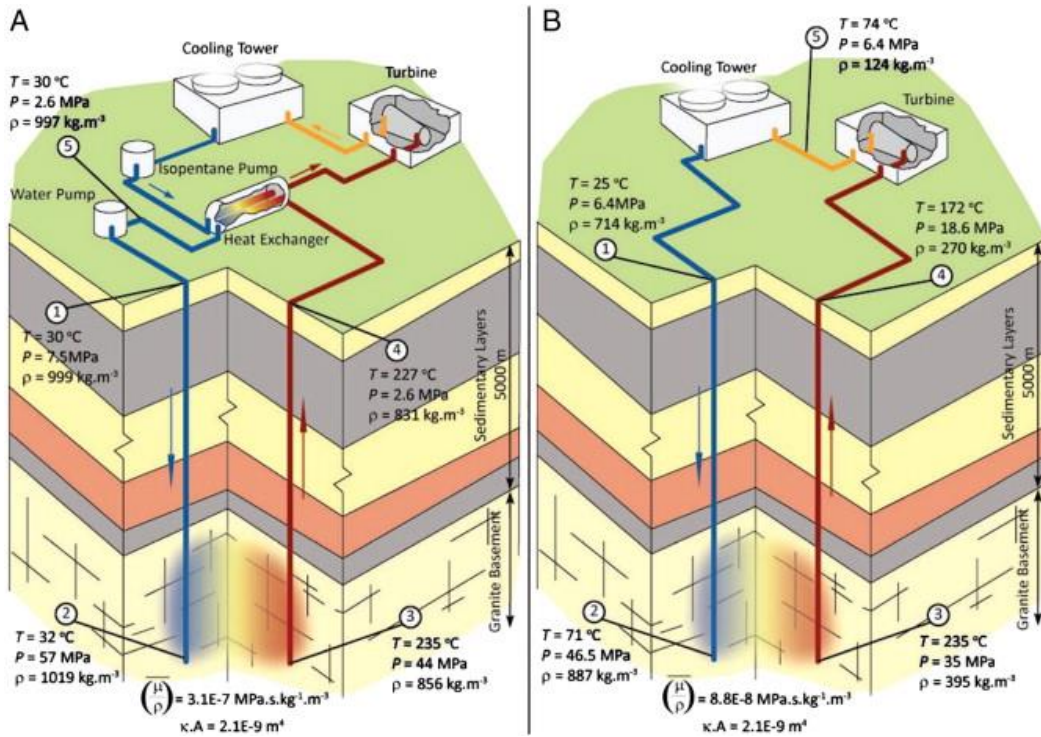 A
Cooling Tower
T = 30 °C
P = 2.6 MPa
ρ = 997 kg.m⁻³
5
Turbine
Isopentane Pump
Water Pump
Heat Exchanger
1
T = 30 °C
P = 7.5MPa
ρ = 999 kg.m⁻³
4
T = 227 °C
P = 2.6 MPa
ρ = 831 kg.m⁻³
Sedimentary Layers
5000 m
Granite Basement
2
T = 32 °C
P = 57 MPa
ρ = 1019 kg.m⁻³
3
T = 235 °C
P = 44 MPa
ρ = 856 kg.m⁻³
(μ/ρ) = 3.1E-7 MPa.s.kg⁻¹.m³
κ.A = 2.1E-9 m⁴
B
T = 74 °C
P = 6.4 MPa
ρ = 124 kg.m⁻³
5
Cooling Tower
Turbine
T = 25 °C
P = 6.4MPa
ρ = 714 kg.m⁻³
1
T = 172 °C
P = 18.6 MPa
ρ = 270 kg.m⁻³
4
Sedimentary Layers
5000 m
Granite Basement
2
T = 71 °C
P = 46.5 MPa
ρ = 887 kg.m⁻³
3
T = 235 °C
P = 35 MPa
ρ = 395 kg.m⁻³
(μ/ρ) = 8.8E-8 MPa.s.kg⁻¹.m³
κ.A = 2.1E-9 m⁴